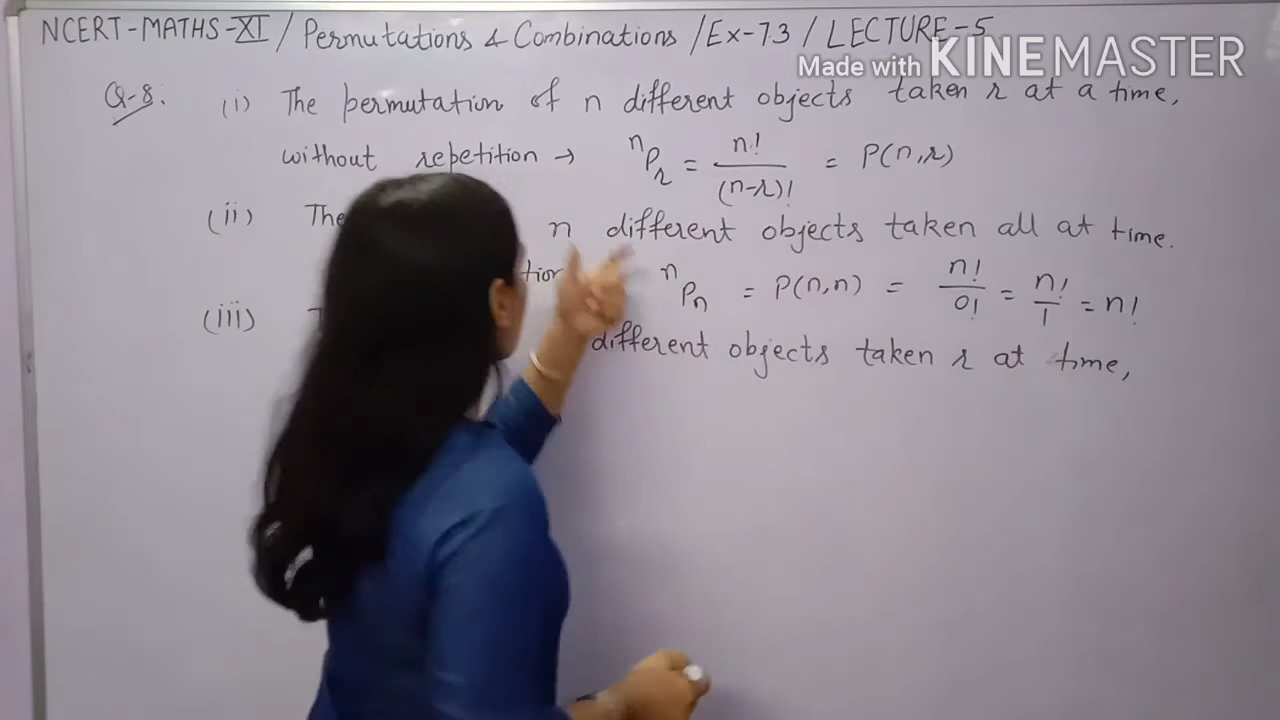 NCERT-MATHS-XI / Permutations & Combinations / Ex-7.3 / LECTURE-5
Made with KINEMASTER
Q-8. (i) The permutation of n different objects taken r at a time,
without repetition → ⁿPᵣ = n!/(n-r)! = P(n,r)
(ii) The n different objects taken all at time.
ⁿPₙ = P(n,n) = n!/0! = n!/1 = n!
(iii) different objects taken r at time,